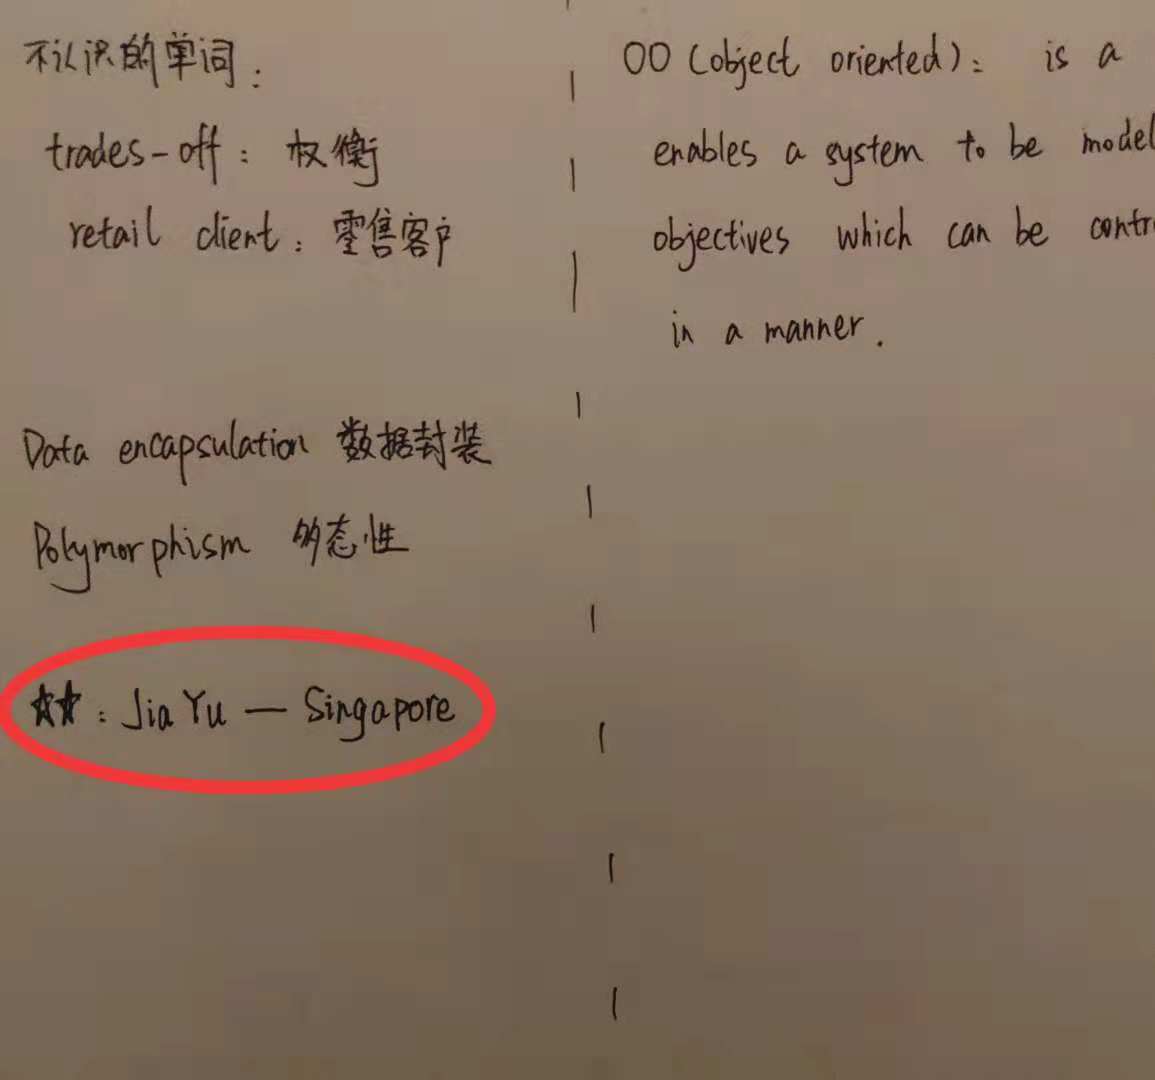 不认识的单词:
trades-off: 权衡
retail client: 零售客户
Data encapsulation 数据封装
Polymorphism 多态性
★★: Jia Yu — Singapore
OO (object oriented): is a
enables a system to be model
objectives which can be contr
in a manner.